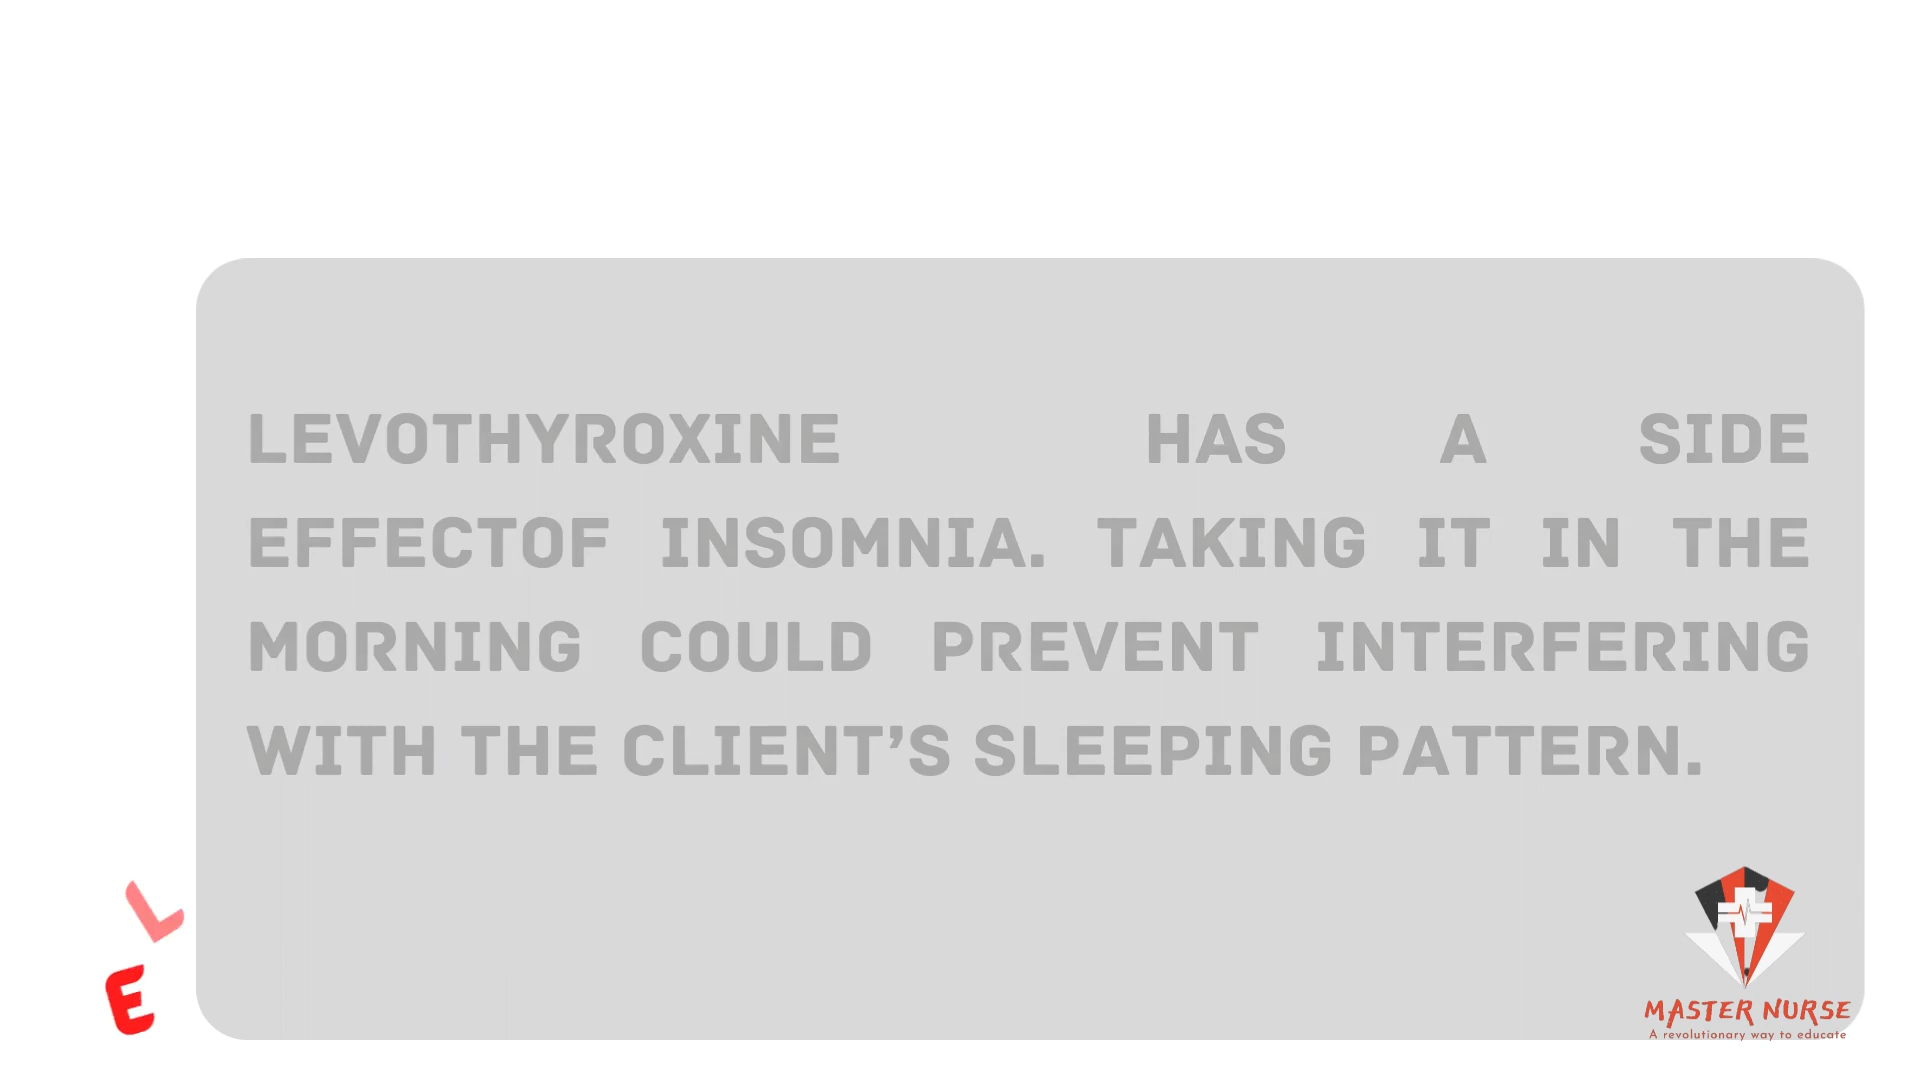 LEVOTHYROXINE HAS A SIDE
EFFECTOF INSOMNIA. TAKING IT IN THE
MORNING COULD PREVENT INTERFERING
WITH THE CLIENT’S SLEEPING PATTERN.
L
E
MASTER NURSE
A revolutionary way to educate